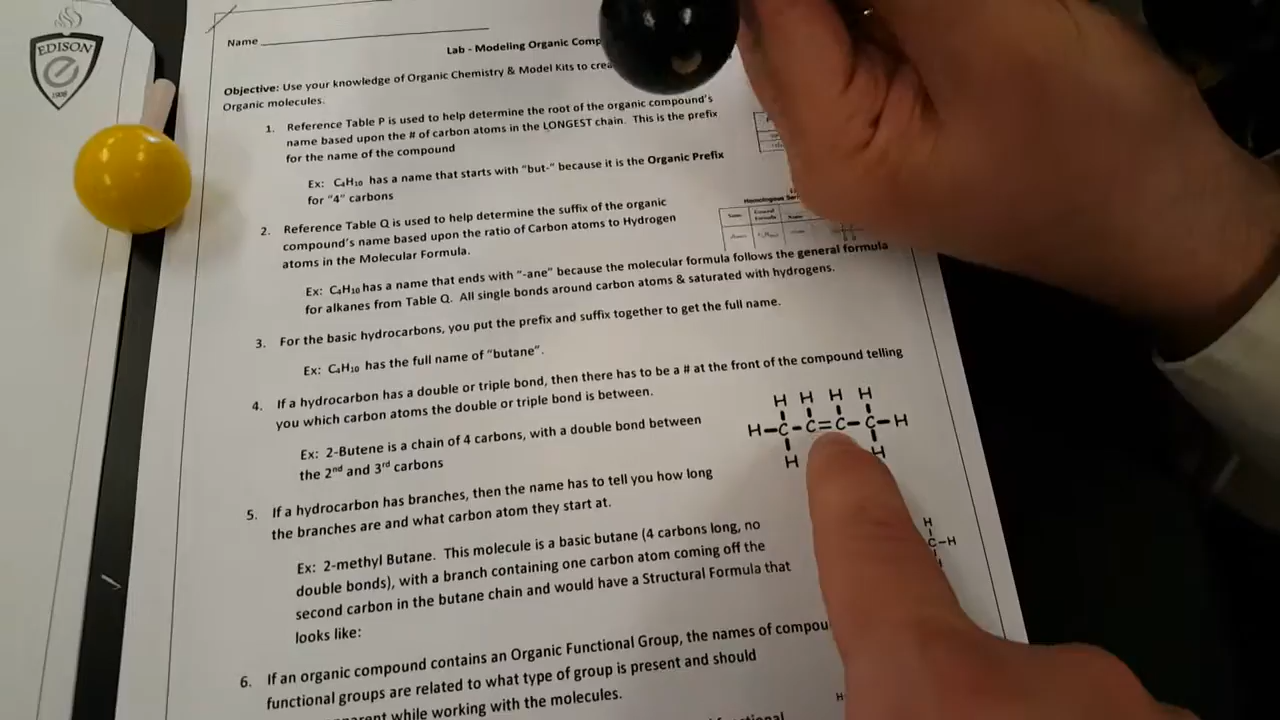 EDISON
e
1908
Name
Lab - Modeling Organic Comp
Objective: Use your knowledge of Organic Chemistry & Model Kits to crea
Organic molecules.
1. Reference Table P is used to help determine the root of the organic compound's
name based upon the # of carbon atoms in the LONGEST chain. This is the prefix
for the name of the compound
Ex: C₄H₁₀ has a name that starts with "but-" because it is the Organic Prefix
for "4" carbons
2. Reference Table Q is used to help determine the suffix of the organic
compound's name based upon the ratio of Carbon atoms to Hydrogen
atoms in the Molecular Formula.
Homologous Ser
Name General Formula
Ex: C₄H₁₀ has a name that ends with "-ane" because the molecular formula follows the general formula
for alkanes from Table Q. All single bonds around carbon atoms & saturated with hydrogens.
3. For the basic hydrocarbons, you put the prefix and suffix together to get the full name.
Ex: C₄H₁₀ has the full name of "butane".
4. If a hydrocarbon has a double or triple bond, then there has to be a # at the front of the compound telling
you which carbon atoms the double or triple bond is between.
Ex: 2-Butene is a chain of 4 carbons, with a double bond between
the 2nd and 3rd carbons
H H H H
H-C-C=C-C-H
H H
5. If a hydrocarbon has branches, then the name has to tell you how long
the branches are and what carbon atom they start at.
Ex: 2-methyl Butane. This molecule is a basic butane (4 carbons long, no
double bonds), with a branch containing one carbon atom coming off the
second carbon in the butane chain and would have a Structural Formula that
looks like:
H
C-H
H
6. If an organic compound contains an Organic Functional Group, the names of compou
functional groups are related to what type of group is present and should
parent while working with the molecules.
H